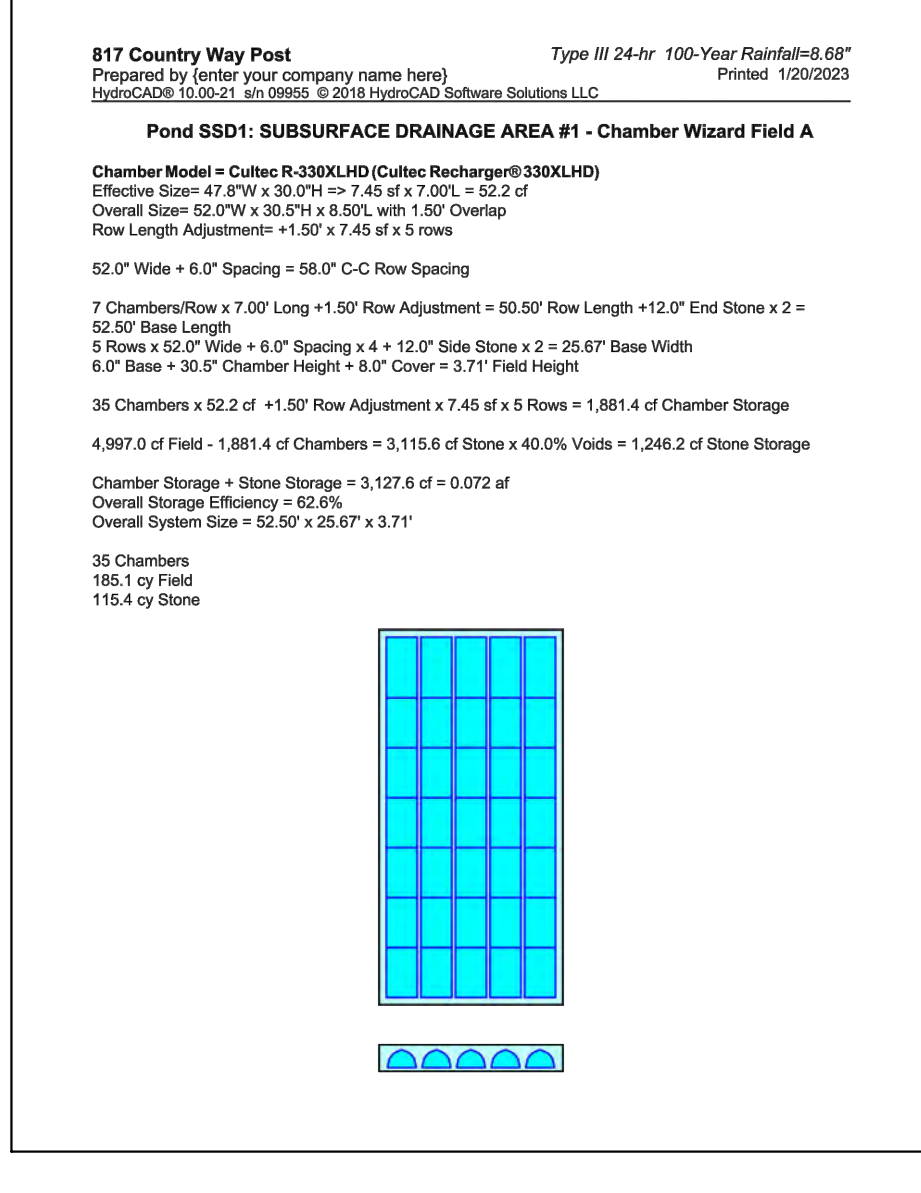 817 Country Way Post
Type III 24-hr 100-Year Rainfall=8.68"
Prepared by {enter your company name here}
Printed 1/20/2023
HydroCAD® 10.00-21 s/n 09955 © 2018 HydroCAD Software Solutions LLC
Pond SSD1: SUBSURFACE DRAINAGE AREA #1 - Chamber Wizard Field A
Chamber Model = Cultec R-330XLHD (Cultec Recharger® 330XLHD)
Effective Size= 47.8"W x 30.0"H => 7.45 sf x 7.00'L = 52.2 cf
Overall Size= 52.0"W x 30.5"H x 8.50'L with 1.50' Overlap
Row Length Adjustment= +1.50' x 7.45 sf x 5 rows
52.0" Wide + 6.0" Spacing = 58.0" C-C Row Spacing
7 Chambers/Row x 7.00' Long +1.50' Row Adjustment = 50.50' Row Length +12.0" End Stone x 2 =
52.50' Base Length
5 Rows x 52.0" Wide + 6.0" Spacing x 4 + 12.0" Side Stone x 2 = 25.67' Base Width
6.0" Base + 30.5" Chamber Height + 8.0" Cover = 3.71' Field Height
35 Chambers x 52.2 cf +1.50' Row Adjustment x 7.45 sf x 5 Rows = 1,881.4 cf Chamber Storage
4,997.0 cf Field - 1,881.4 cf Chambers = 3,115.6 cf Stone x 40.0% Voids = 1,246.2 cf Stone Storage
Chamber Storage + Stone Storage = 3,127.6 cf = 0.072 af
Overall Storage Efficiency = 62.6%
Overall System Size = 52.50' x 25.67' x 3.71'
35 Chambers
185.1 cy Field
115.4 cy Stone